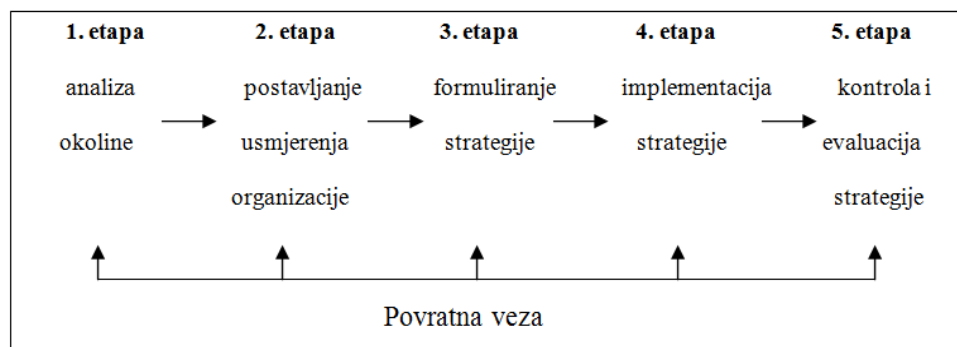 1. etapa 2. etapa 3. etapa 4. etapa 5. etapa
analiza postavljanje formuliranje implementacija kontrola i
okoline usmjerenja strategije strategije evaluacija
organizacije strategije
Povratna veza